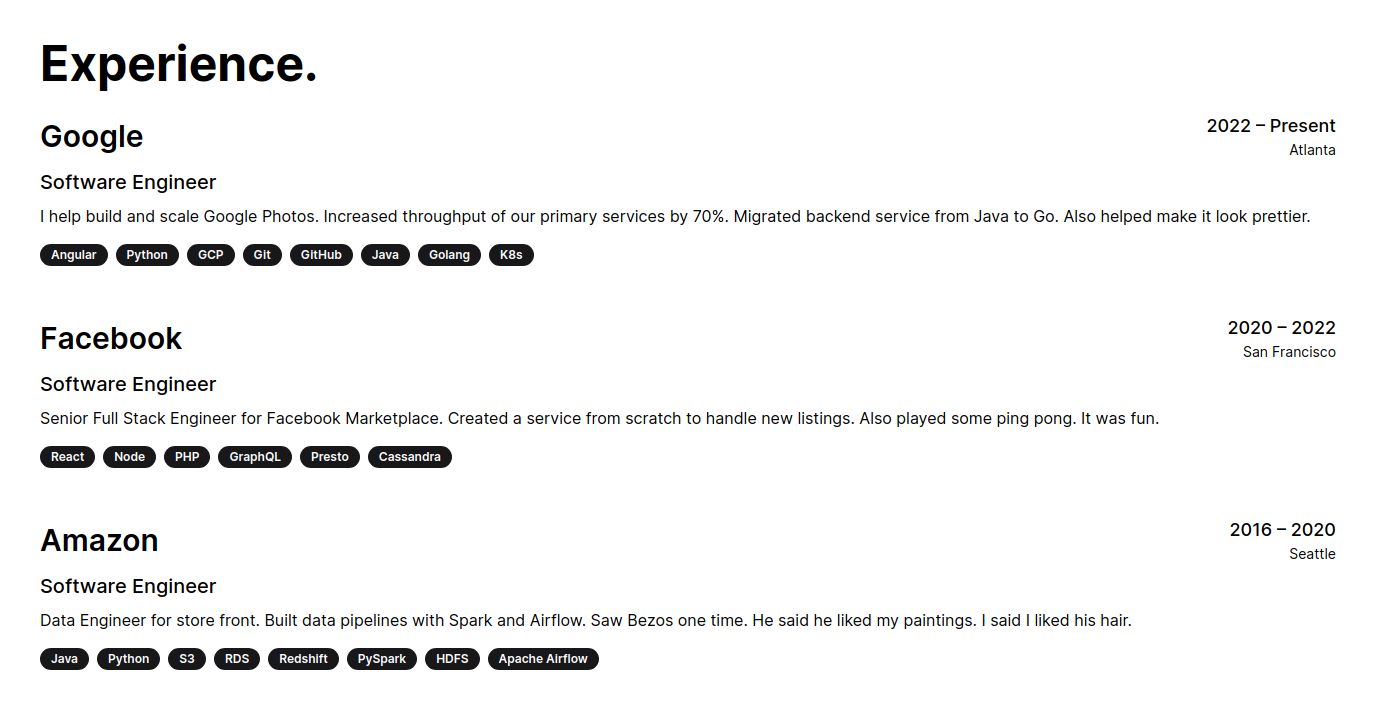 Experience.
Google
2022 – Present
Atlanta
Software Engineer
I help build and scale Google Photos. Increased throughput of our primary services by 70%. Migrated backend service from Java to Go. Also helped make it look prettier.
Angular Python GCP Git GitHub Java Golang K8s
Facebook
2020 – 2022
San Francisco
Software Engineer
Senior Full Stack Engineer for Facebook Marketplace. Created a service from scratch to handle new listings. Also played some ping pong. It was fun.
React Node PHP GraphQL Presto Cassandra
Amazon
2016 – 2020
Seattle
Software Engineer
Data Engineer for store front. Built data pipelines with Spark and Airflow. Saw Bezos one time. He said he liked my paintings. I said I liked his hair.
Java Python S3 RDS Redshift PySpark HDFS Apache Airflow